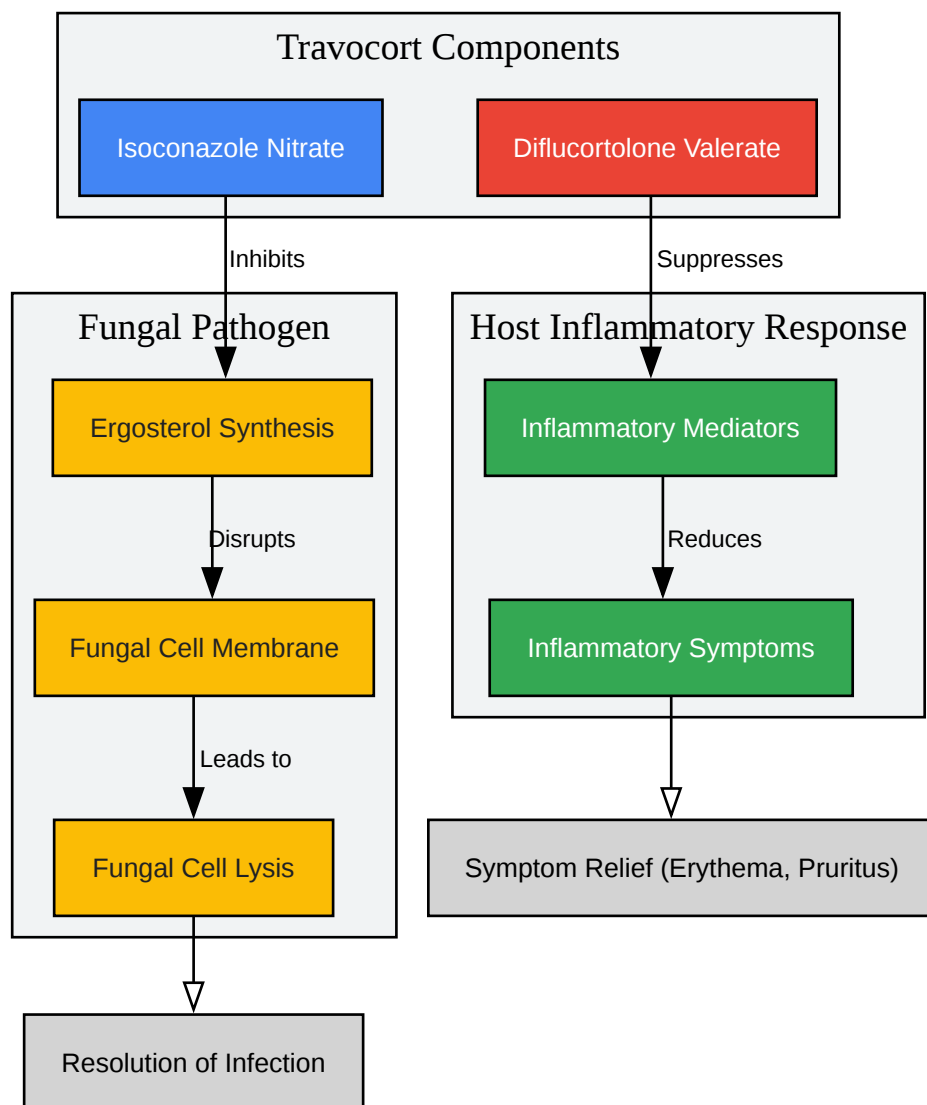 Travocort Components
Isoconazole Nitrate
Diflucortolone Valerate
Inhibits
Suppresses
Fungal Pathogen
Host Inflammatory Response
Ergosterol Synthesis
Inflammatory Mediators
Disrupts
Reduces
Fungal Cell Membrane
Inflammatory Symptoms
Leads to
Fungal Cell Lysis
Symptom Relief (Erythema, Pruritus)
Resolution of Infection